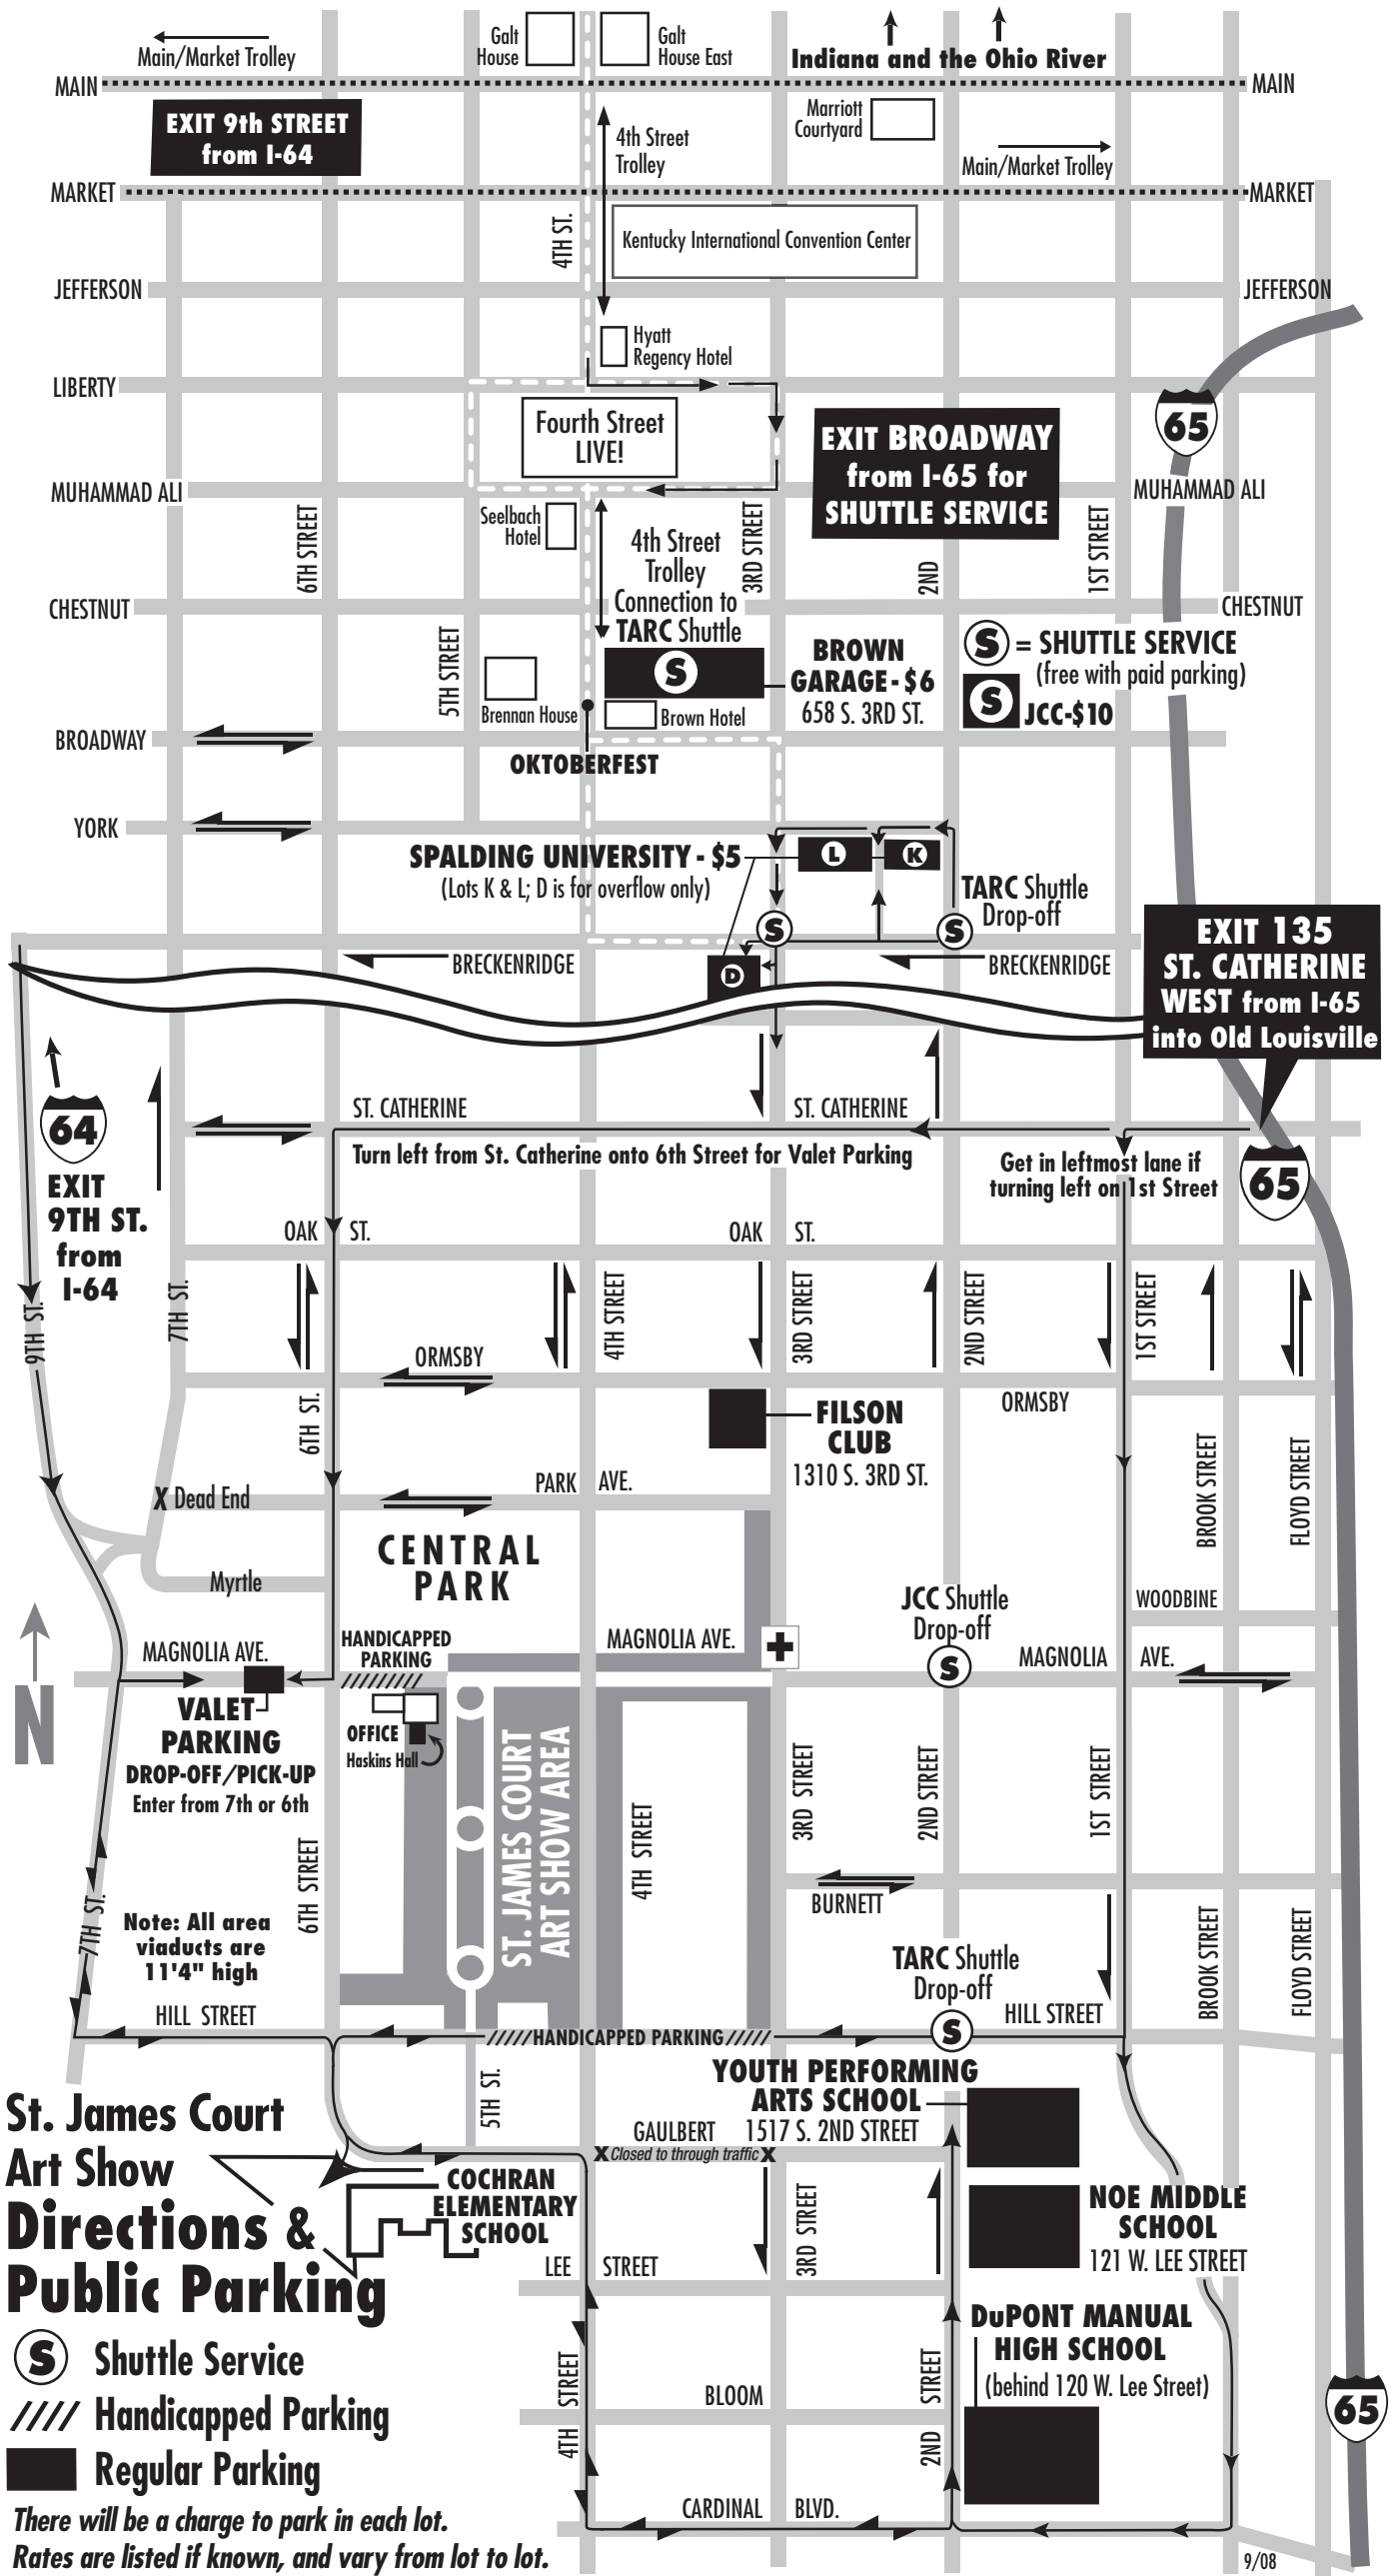 Galt
House
Galt
House East
Indiana and the Ohio River
Main/Market Trolley
MAIN
MAIN
EXIT 9th STREET
from I-64
Marriott
Courtyard
4th Street
Trolley
Main/Market Trolley
MARKET
MARKET
4TH ST.
Kentucky International Convention Center
JEFFERSON
JEFFERSON
Hyatt
Regency Hotel
LIBERTY
Fourth Street
LIVE!
EXIT BROADWAY
from I-65 for
SHUTTLE SERVICE
65
MUHAMMAD ALI
MUHAMMAD ALI
Seelbach
Hotel
6TH STREET
3RD STREET
2ND
1ST STREET
4th Street
Trolley
Connection to
TARC Shuttle
CHESTNUT
CHESTNUT
S = SHUTTLE SERVICE
(free with paid parking)
S JCC-$10
5TH STREET
S
BROWN
GARAGE-$6
658 S. 3RD ST.
Brennan House
Brown Hotel
BROADWAY
OKTOBERFEST
YORK
SPALDING UNIVERSITY - $5
(Lots K & L; D is for overflow only)
L
K
TARC Shuttle
Drop-off
S
S
D
BRECKENRIDGE
BRECKENRIDGE
EXIT 135
ST. CATHERINE
WEST from I-65
into Old Louisville
64
EXIT
9TH ST.
from
I-64
ST. CATHERINE
ST. CATHERINE
Turn left from St. Catherine onto 6th Street for Valet Parking
Get in leftmost lane if
turning left on 1st Street
65
OAK ST.
OAK ST.
9TH ST.
7TH ST.
4TH STREET
3RD STREET
2ND STREET
1ST STREET
ORMSBY
ORMSBY
6TH ST.
FILSON
CLUB
1310 S. 3RD ST.
BROOK STREET
FLOYD STREET
PARK AVE.
X Dead End
CENTRAL
PARK
Myrtle
JCC Shuttle
Drop-off
S
WOODBINE
MAGNOLIA AVE.
HANDICAPPED
PARKING
MAGNOLIA AVE.
MAGNOLIA AVE.
N
VALET
PARKING
DROP-OFF/PICK-UP
Enter from 7th or 6th
OFFICE
Haskins Hall
ST. JAMES COURT
ART SHOW AREA
6TH STREET
4TH STREET
3RD STREET
2ND STREET
1ST STREET
BURNETT
7TH ST.
Note: All area
viaducts are
11'4" high
TARC Shuttle
Drop-off
S
BROOK STREET
FLOYD STREET
HILL STREET
HILL STREET
HANDICAPPED PARKING
5TH ST.
YOUTH PERFORMING
ARTS SCHOOL
1517 S. 2ND STREET
GAULBERT
X Closed to through traffic X
St. James Court
Art Show
Directions &
Public Parking
COCHRAN
ELEMENTARY
SCHOOL
3RD STREET
NOE MIDDLE
SCHOOL
121 W. LEE STREET
LEE STREET
DuPONT MANUAL
HIGH SCHOOL
(behind 120 W. Lee Street)
S Shuttle Service
Handicapped Parking
Regular Parking
4TH STREET
BLOOM
2ND STREET
65
CARDINAL BLVD.
There will be a charge to park in each lot.
Rates are listed if known, and vary from lot to lot.
9/08